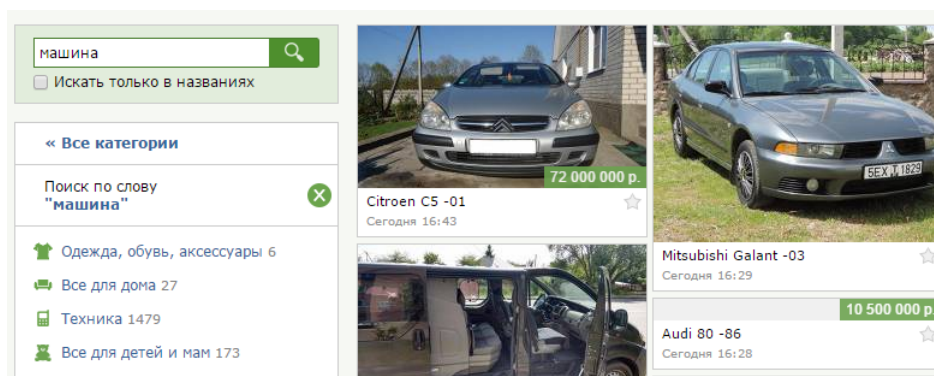 машина
Искать только в названиях
« Все категории
Поиск по слову
"машина"
Одежда, обувь, аксессуары 6
Все для дома 27
Техника 1479
Все для детей и мам 173
72 000 000 р.
Citroen C5 -01
Сегодня 16:43
5EX 1829
Mitsubishi Galant -03
Сегодня 16:29
10 500 000 р.
Audi 80 -86
Сегодня 16:28